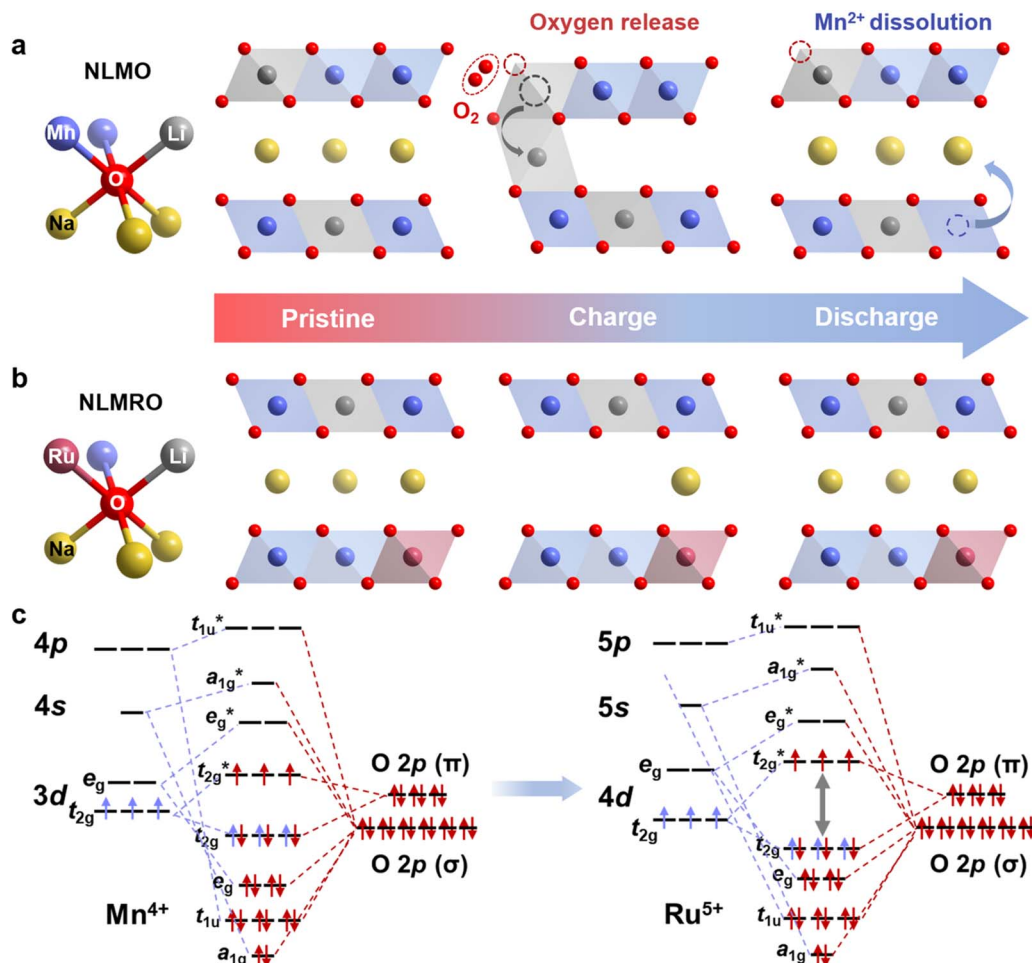 a
NLMO
Mn
Li
O
Na
Oxygen release
O₂
Mn²⁺ dissolution
Pristine
Charge
Discharge
b
NLMRO
Ru
Li
O
Na
c
4p
t₁ᵤ*
4s
a₁g*
eg*
eg
3d
t₂g
t₂g*
O 2p (π)
t₂g
O 2p (σ)
eg
Mn⁴⁺
t₁ᵤ
a₁g
5p
t₁ᵤ*
5s
a₁g*
eg*
eg
t₂g*
4d
O 2p (π)
t₂g
t₂g
O 2p (σ)
eg
Ru⁵⁺
t₁ᵤ
a₁g